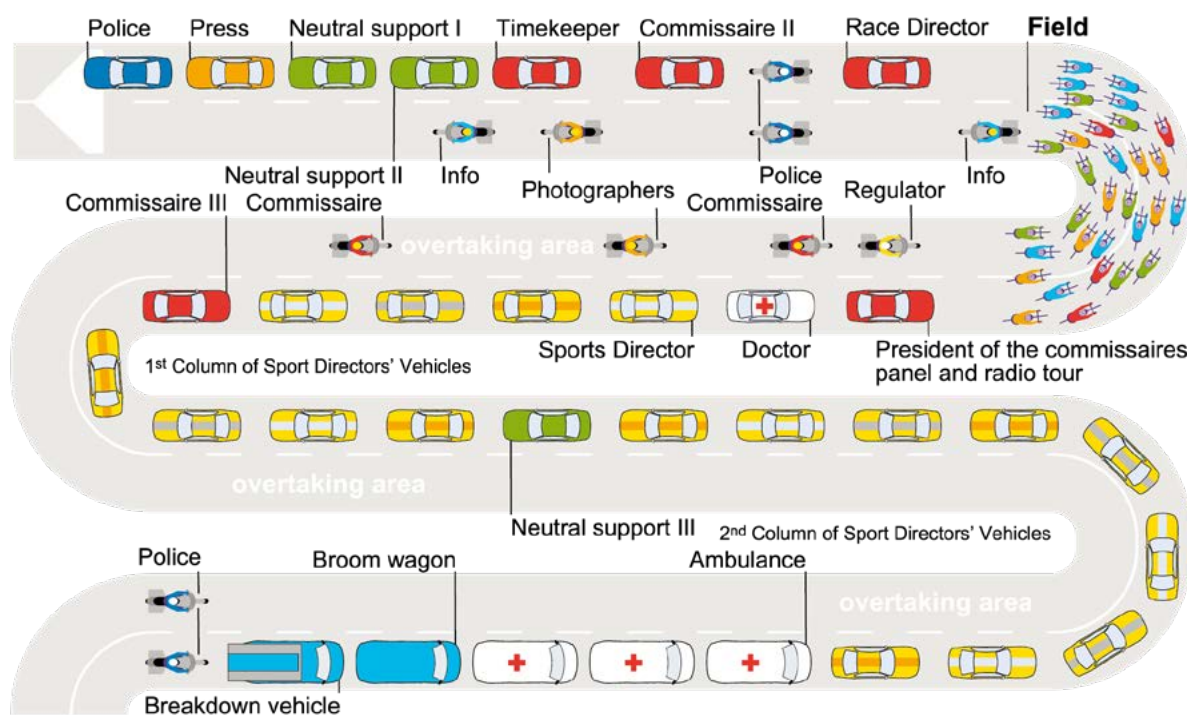 Police
Press
Neutral support I
Timekeeper
Commissaire II
Race Director
Field
Neutral support II
Info
Photographers
Police
Info
Commissaire III
Commissaire
Commissaire
Regulator
overtaking area
Sports Director
Doctor
President of the commissaires
panel and radio tour
1st Column of Sport Directors' Vehicles
overtaking area
Neutral support III
2nd Column of Sport Directors' Vehicles
Police
Broom wagon
Ambulance
overtaking area
Breakdown vehicle